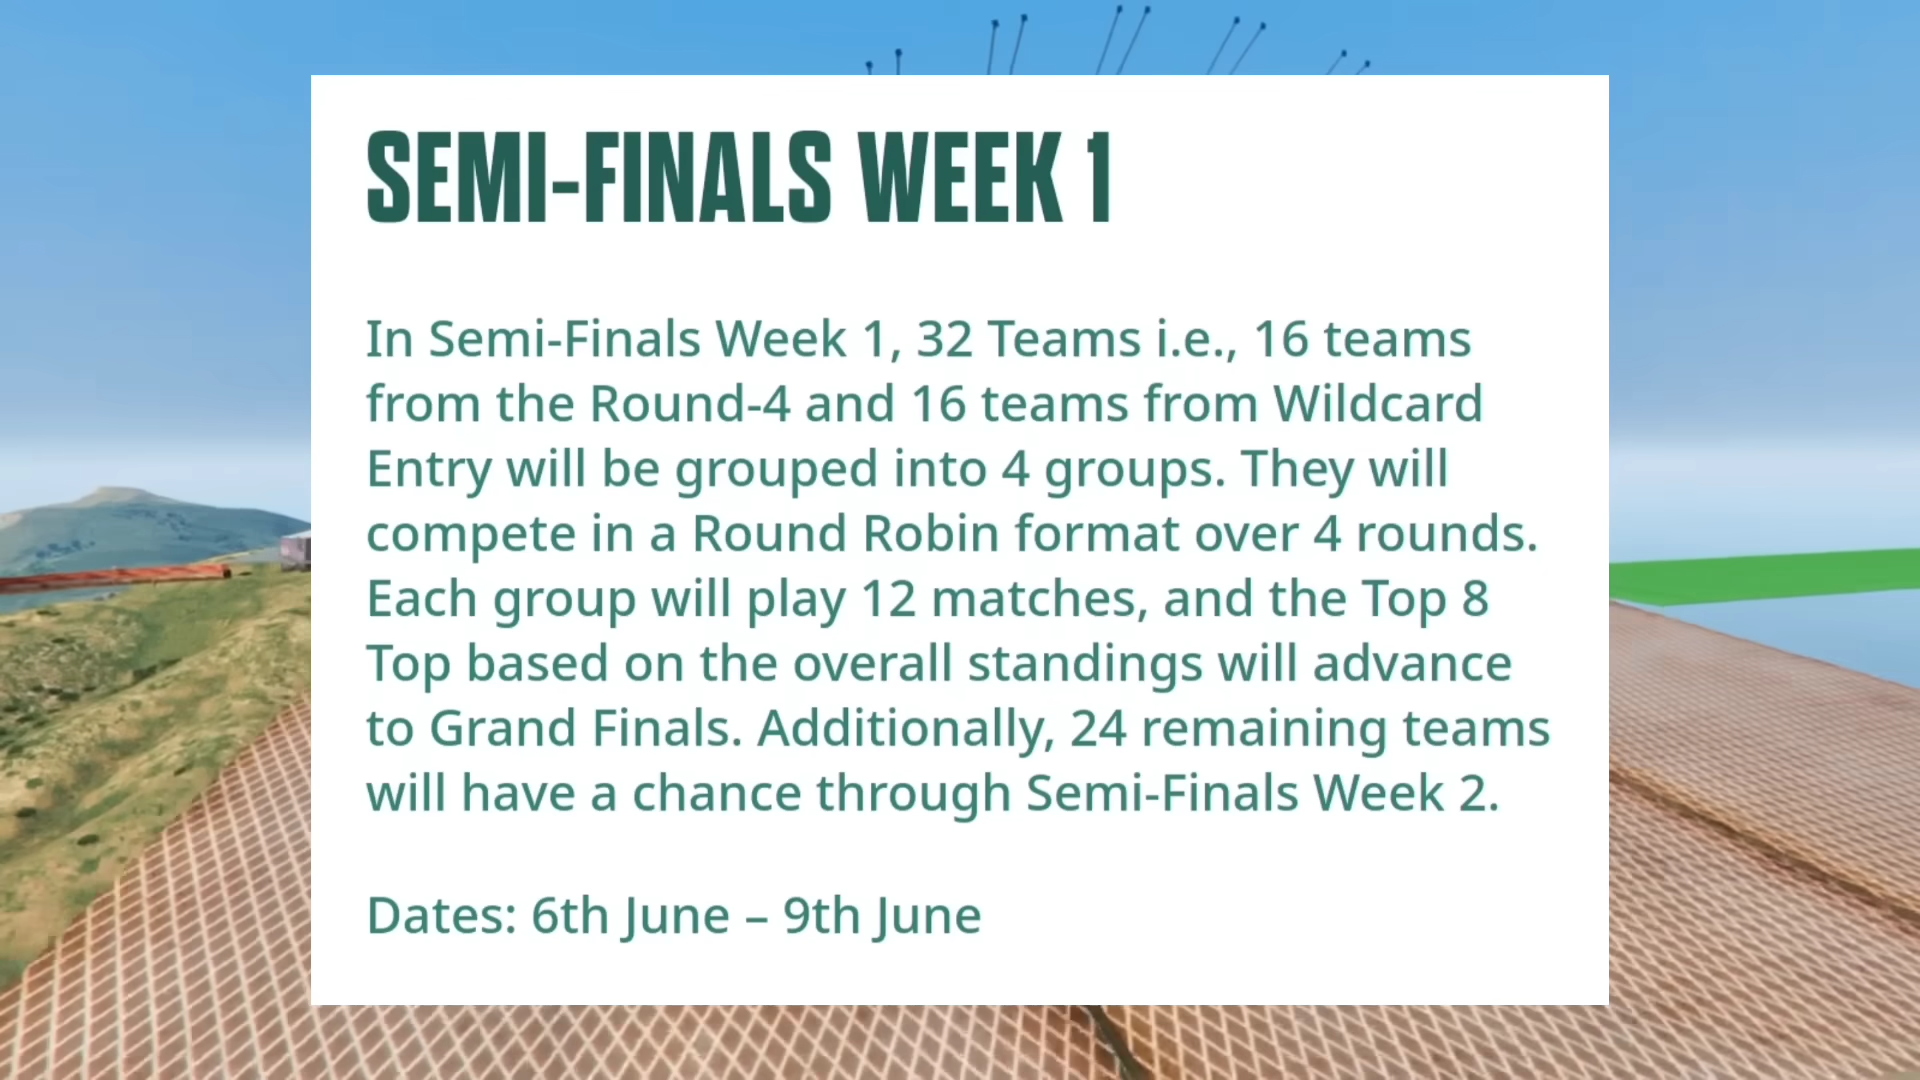 SEMI-FINALS WEEK 1
In Semi-Finals Week 1, 32 Teams i.e., 16 teams
from the Round-4 and 16 teams from Wildcard
Entry will be grouped into 4 groups. They will
compete in a Round Robin format over 4 rounds.
Each group will play 12 matches, and the Top 8
Top based on the overall standings will advance
to Grand Finals. Additionally, 24 remaining teams
will have a chance through Semi-Finals Week 2.
Dates: 6th June – 9th June